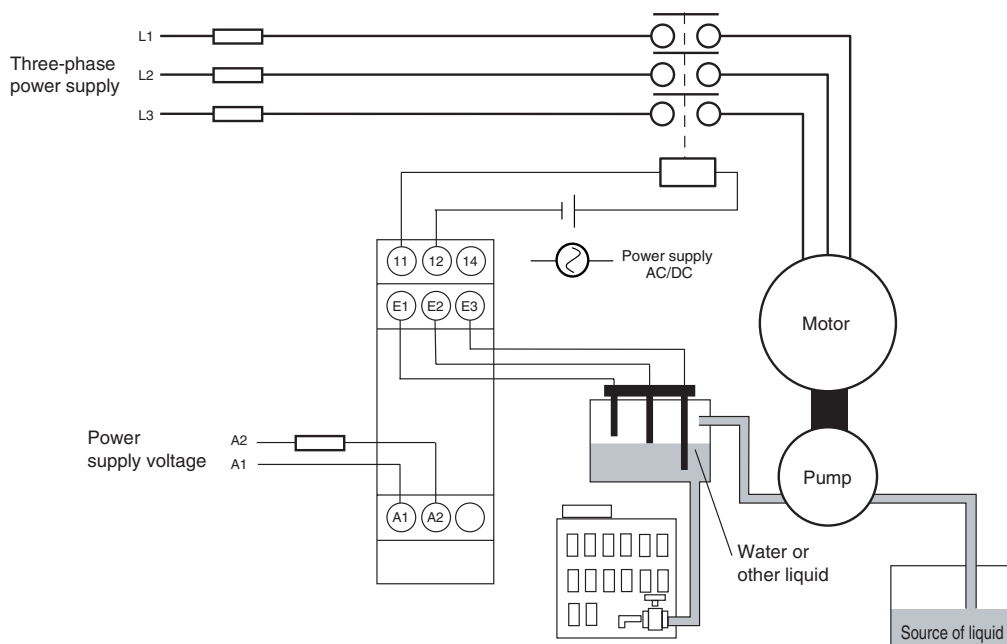 L1
Three-phase
power supply
L2
L3
11
12
14
Power supply
AC/DC
E1
E2
E3
Motor
Power
supply voltage
A2
A1
Pump
A1
A2
Water or
other liquid
Source of liquid